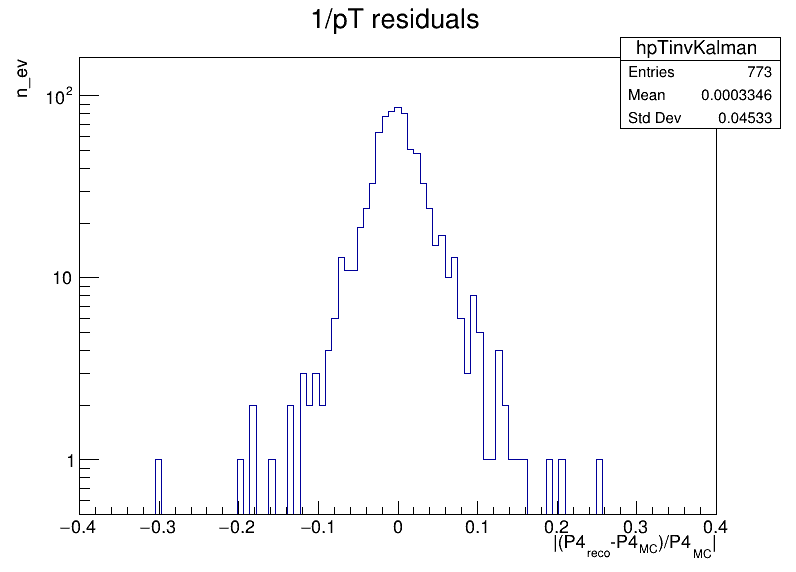 1/pT residuals
hpTinvKalman
Entries 773
Mean 0.0003346
Std Dev 0.04533
n_ev
10²
10
1
−0.4 −0.3 −0.2 −0.1 0 0.1 0.2 0.3 0.4
|(P4reco-P4MC)/P4MC|